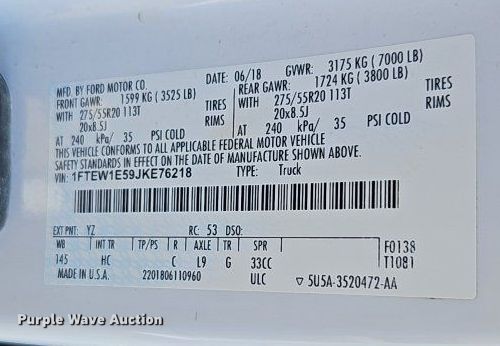 MFD. BY FORD MOTOR CO.
DATE: 06/18 GVWR: 3175 KG ( 7000 LB)
FRONT GAWR: 1599 KG ( 3525 LB) REAR GAWR: 1724 KG ( 3800 LB)
WITH 275/55R20 113T TIRES WITH 275/55R20 113T TIRES
20x8.5J RIMS 20x8.5J RIMS
AT 240 kPa/ 35 PSI COLD AT 240 kPa/ 35 PSI COLD
THIS VEHICLE CONFORMS TO ALL APPLICABLE FEDERAL MOTOR VEHICLE
SAFETY STANDARDS IN EFFECT ON THE DATE OF MANUFACTURE SHOWN ABOVE.
1FTEW1E59JKE76218 TYPE: Truck
EXT PNT: YZ RC: 53 DSO:
WB INT TR TP/PS R AXLE TR SPR F0138
145 HC C L9 G 33CC T1081
MADE IN U.S.A. 2201806110960 ULC ▽ 5U5A-3520472-AA
Purple Wave Auction